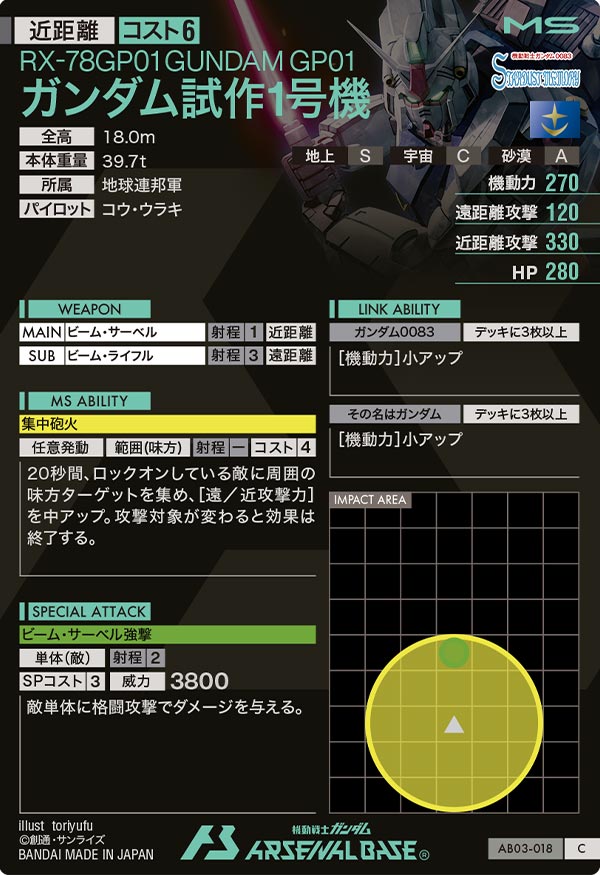 近距離 コスト6 MS
機動戦士ガンダム0083
STARDUST MEMORY
RX-78GP01 GUNDAM GP01
ガンダム試作1号機
全高 18.0m
本体重量 39.7t
所属 地球連邦軍
パイロット コウ・ウラキ
地上 S 宇宙 C 砂漠 A
機動力 270
遠距離攻撃 120
近距離攻撃 330
HP 280
WEAPON
MAIN ビーム・サーベル 射程 1 近距離
SUB ビーム・ライフル 射程 3 遠距離
MS ABILITY
集中砲火
任意発動 範囲(味方) 射程 ー コスト 4
20秒間、ロックオンしている敵に周囲の
味方ターゲットを集め、[遠／近攻撃力]
を中アップ。攻撃対象が変わると効果は
終了する。
SPECIAL ATTACK
ビーム・サーベル強撃
単体(敵) 射程 2
SPコスト 3 威力 3800
敵単体に格闘攻撃でダメージを与える。
LINK ABILITY
ガンダム0083 デッキに3枚以上
[機動力]小アップ
その名はガンダム デッキに3枚以上
[機動力]小アップ
IMPACT AREA
illust toriyufu
©創通・サンライズ
BANDAI MADE IN JAPAN
機動戦士ガンダム
AB ARSENAL BASE®
AB03-018 C